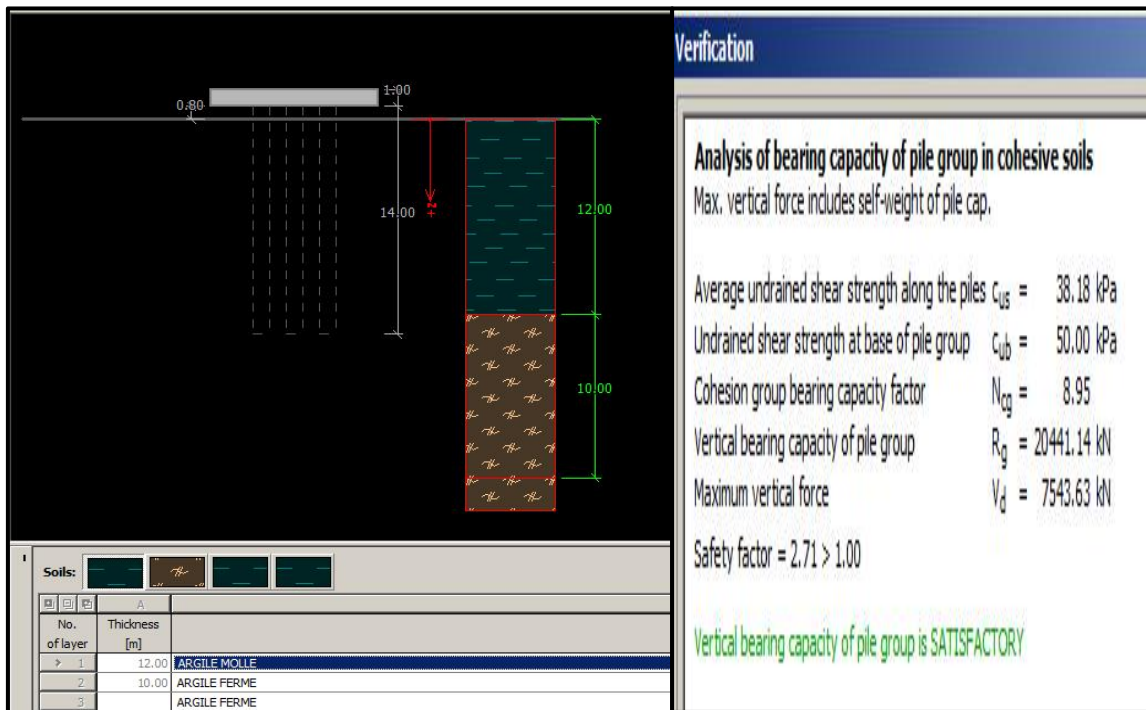 1.00
0.80
14.00
+z
12.00
10.00
Soils:
A
No.
of layer
Thickness
[m]
> 1 12.00 ARGILE MOLLE
2 10.00 ARGILE FERME
3 ARGILE FERME
Verification
Analysis of bearing capacity of pile group in cohesive soils
Max. vertical force includes self-weight of pile cap.
Average undrained shear strength along the piles cus = 38.18 kPa
Undrained shear strength at base of pile group cub = 50.00 kPa
Cohesion group bearing capacity factor Ncg = 8.95
Vertical bearing capacity of pile group Rg = 20441.14 kN
Maximum vertical force Vd = 7543.63 kN
Safety factor = 2.71 > 1.00
Vertical bearing capacity of pile group is SATISFACTORY